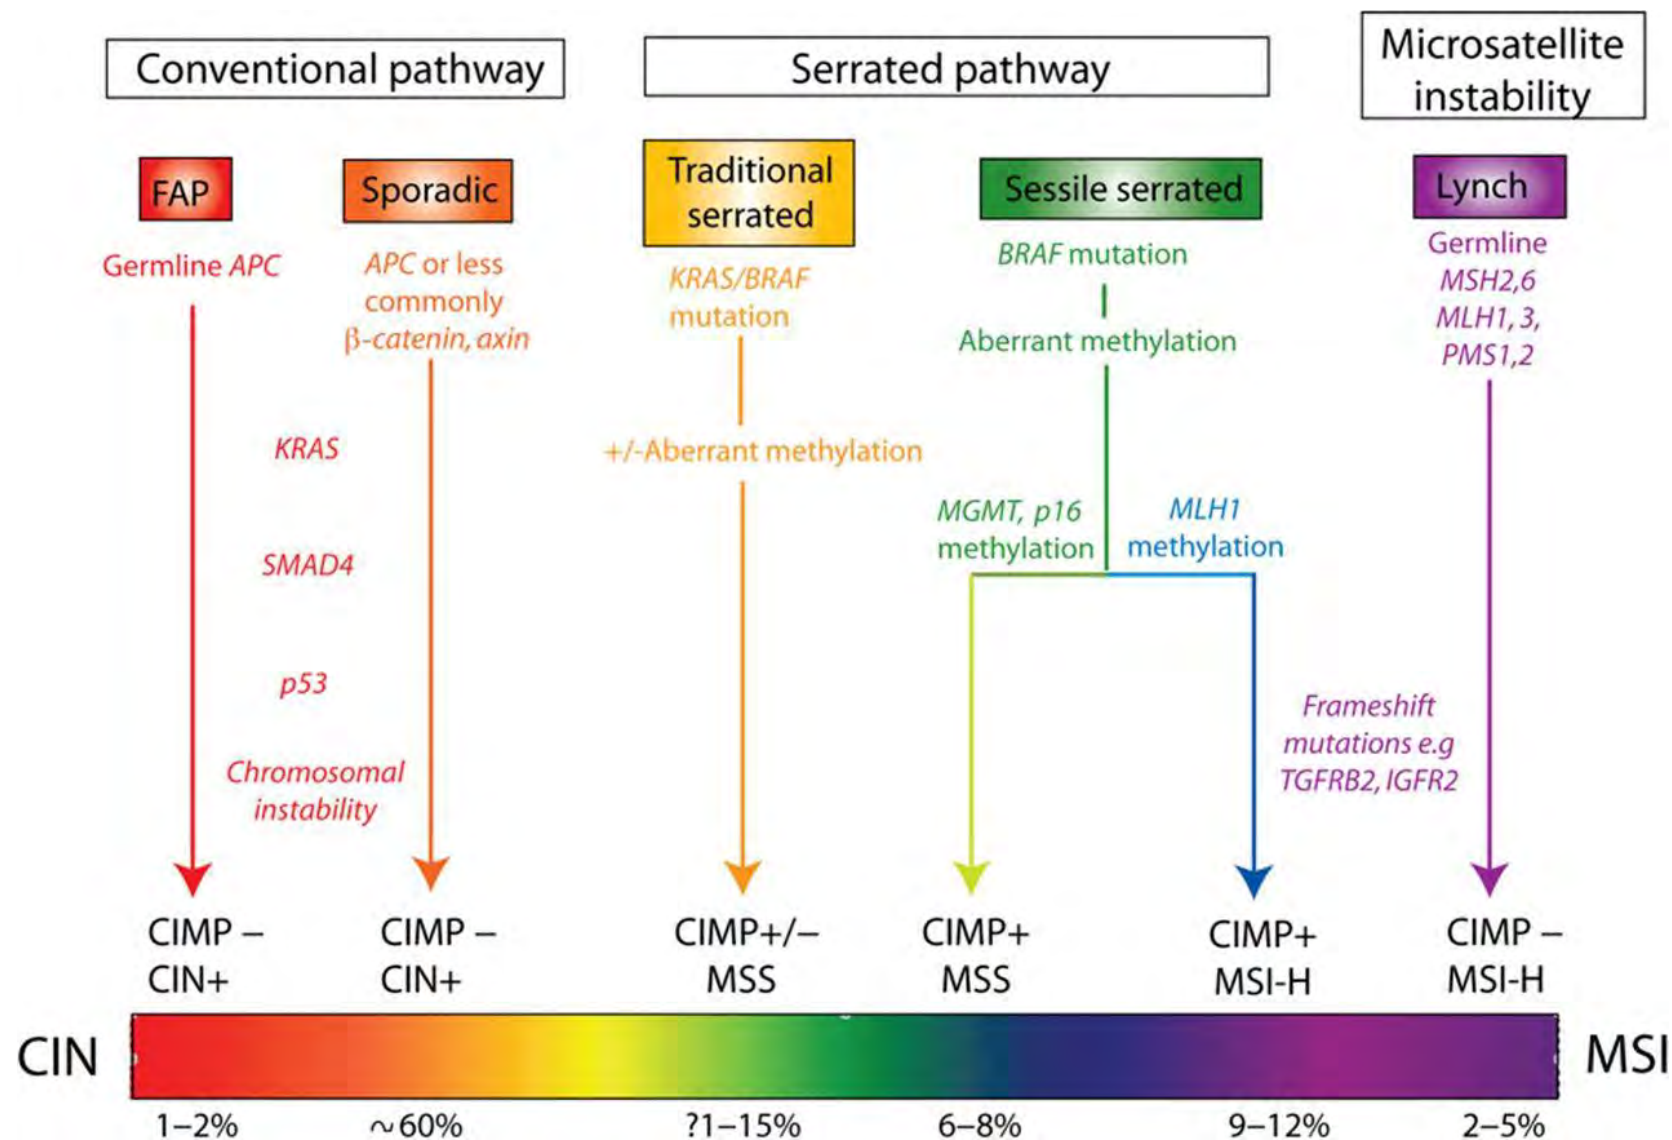 Conventional pathway
Serrated pathway
Microsatellite
instability
FAP
Sporadic
Traditional
serrated
Sessile serrated
Lynch
Germline APC
APC or less
commonly
β-catenin, axin
KRAS/BRAF
mutation
BRAF mutation
Aberrant methylation
Germline
MSH2,6
MLH1, 3,
PMS1,2
KRAS
SMAD4
p53
Chromosomal
instability
+/-Aberrant methylation
MGMT, p16
methylation
MLH1
methylation
Frameshift
mutations e.g
TGFRB2, IGFR2
CIMP –
CIN+
CIMP –
CIN+
CIMP+/–
MSS
CIMP+
MSS
CIMP+
MSI-H
CIMP –
MSI-H
CIN
MSI
1–2%
~60%
?1–15%
6–8%
9–12%
2–5%